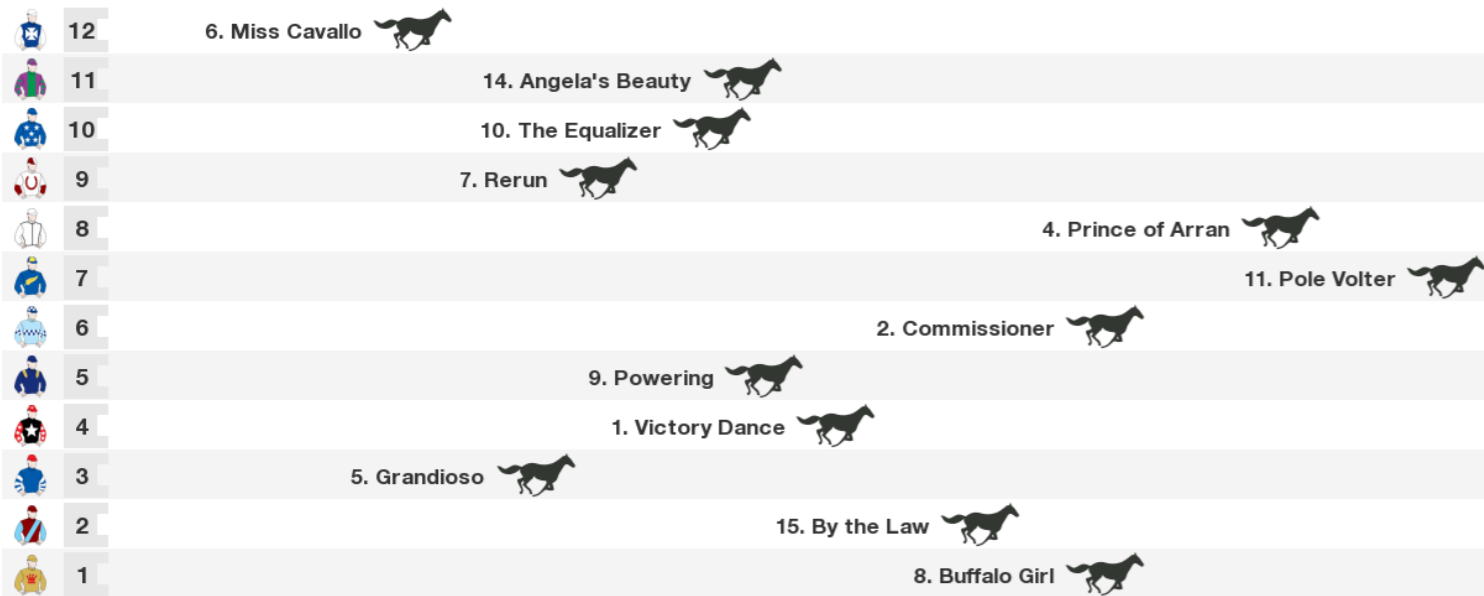 12 6. Miss Cavallo
11 14. Angela's Beauty
10 10. The Equalizer
9 7. Rerun
8 4. Prince of Arran
7 11. Pole Volter
6 2. Commissioner
5 9. Powering
4 1. Victory Dance
3 5. Grandioso
2 15. By the Law
1 8. Buffalo Girl